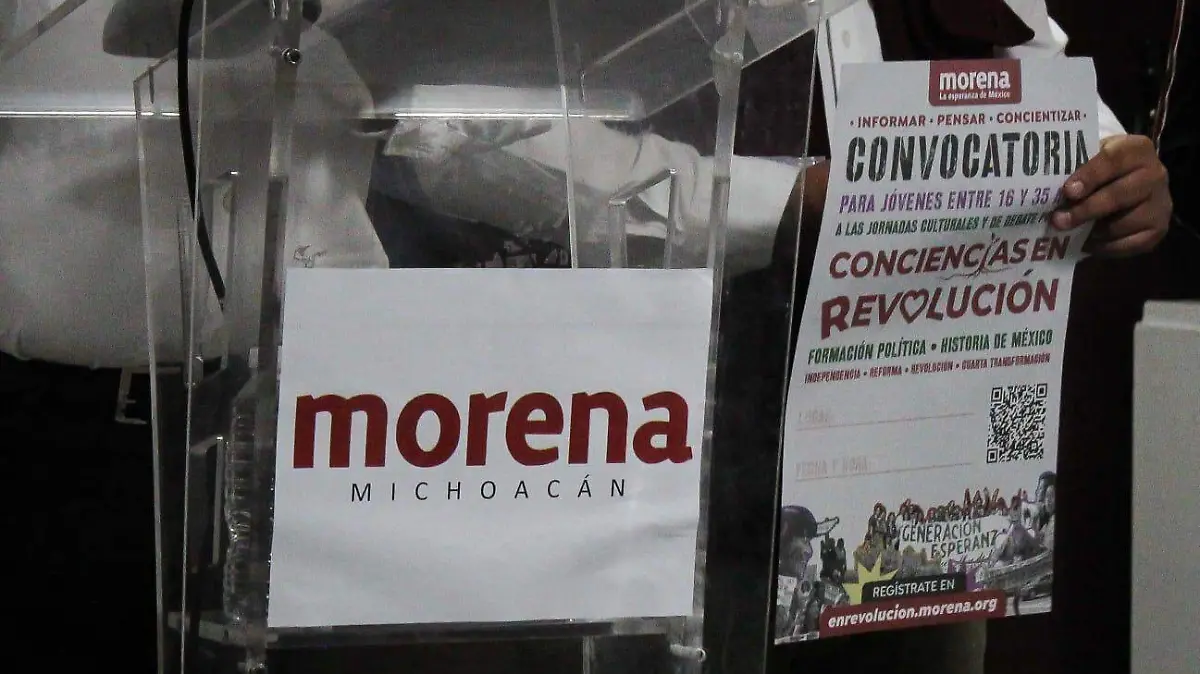 morena
MICHOACÁN
morena
La esperanza de México
• INFORMAR • PENSAR • CONCIENTIZAR •
CONVOCATORIA
PARA JÓVENES ENTRE 16 Y 35
A LAS JORNADAS CULTURALES Y DE DEBATE
CONCIENCIAS EN
REVOLUCIÓN
FORMACIÓN POLÍTICA • HISTORIA DE MÉXICO
INDEPENDENCIA • REFORMA • REVOLUCIÓN • CUARTA TRANSFORMACIÓN
LUGAR
FECHA Y HORA
GENERACIÓN
ESPERANZ
REGÍSTRATE EN
enrevolucion.morena.org